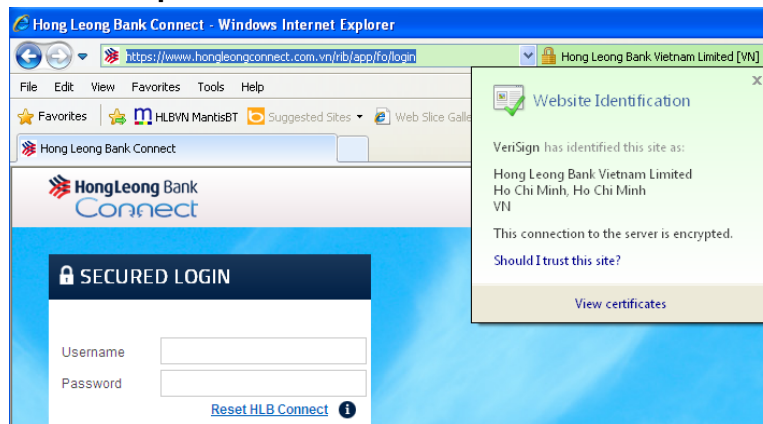 Hong Leong Bank Connect - Windows Internet Explorer
https://www.hongleongconnect.com.vn/rib/app/fo/login
Hong Leong Bank Vietnam Limited [VN]
File Edit View Favorites Tools Help
Favorites HLBVN MantisBT Suggested Sites Web Slice Galle
Hong Leong Bank Connect
x
Website Identification
VeriSign has identified this site as:
Hong Leong Bank Vietnam Limited
Ho Chi Minh, Ho Chi Minh
VN
This connection to the server is encrypted.
Should I trust this site?
View certificates
HongLeong Bank
Connect
SECURED LOGIN
Username
Password
Reset HLB Connect i